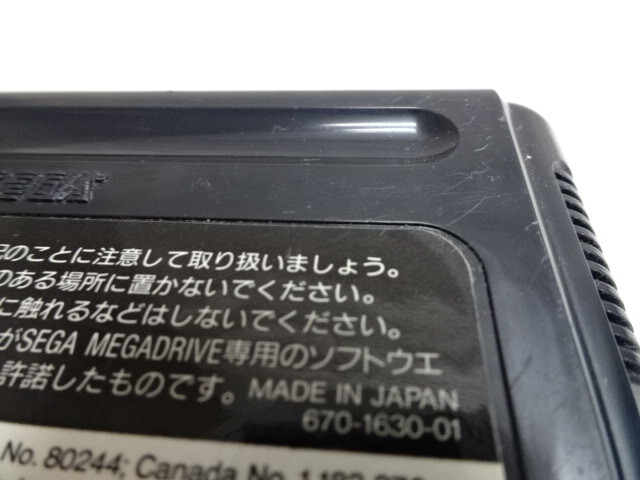 SEGA
記のことに注意して取り扱いましょう。
のある場所に置かないでください。
に触れるなどはしないでください。
がSEGA MEGADRIVE専用のソフトウエ
許諾したものです。 MADE IN JAPAN
670-1630-01
No. 80244; Canada No. 1,183,276